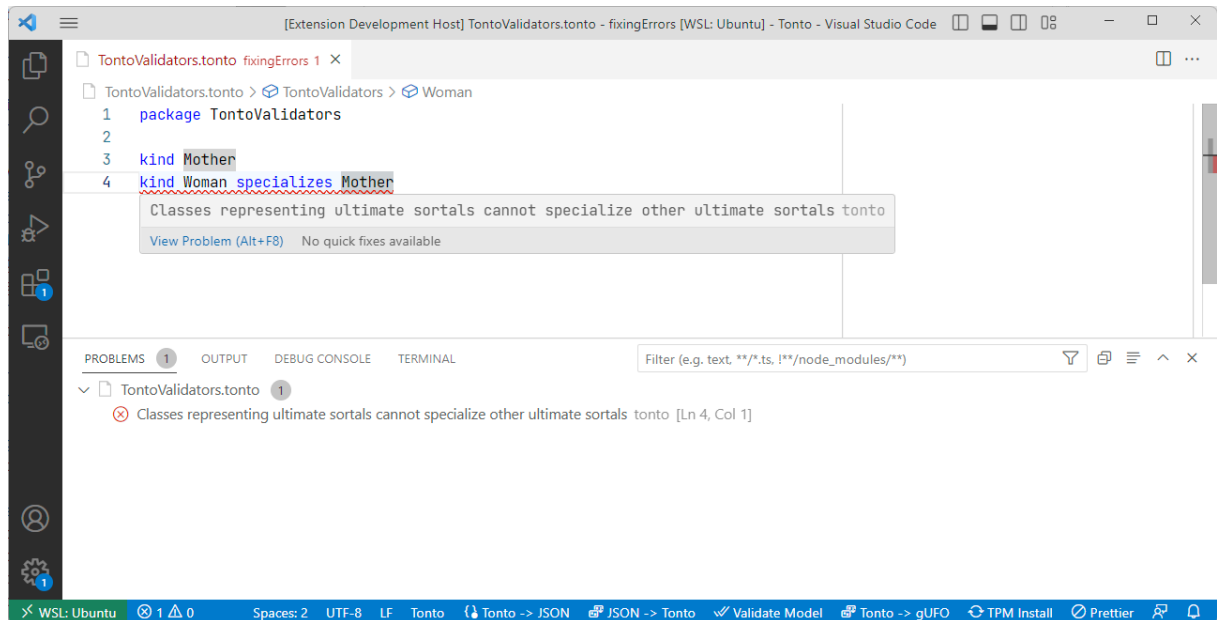 [Extension Development Host] TontoValidators.tonto - fixingErrors [WSL: Ubuntu] - Tonto - Visual Studio Code
TontoValidators.tonto fixingErrors 1
TontoValidators.tonto > TontoValidators > Woman
1 package TontoValidators
2
3 kind Mother
4 kind Woman specializes Mother
Classes representing ultimate sortals cannot specialize other ultimate sortals tonto
View Problem (Alt+F8) No quick fixes available
1
PROBLEMS 1 OUTPUT DEBUG CONSOLE TERMINAL Filter (e.g. text, **/*.ts, !**/node_modules/**)
TontoValidators.tonto 1
Classes representing ultimate sortals cannot specialize other ultimate sortals tonto [Ln 4, Col 1]
1
WSL: Ubuntu 1 0 Spaces: 2 UTF-8 LF Tonto Tonto -> JSON JSON -> Tonto Validate Model Tonto -> gUFO TPM Install Prettier